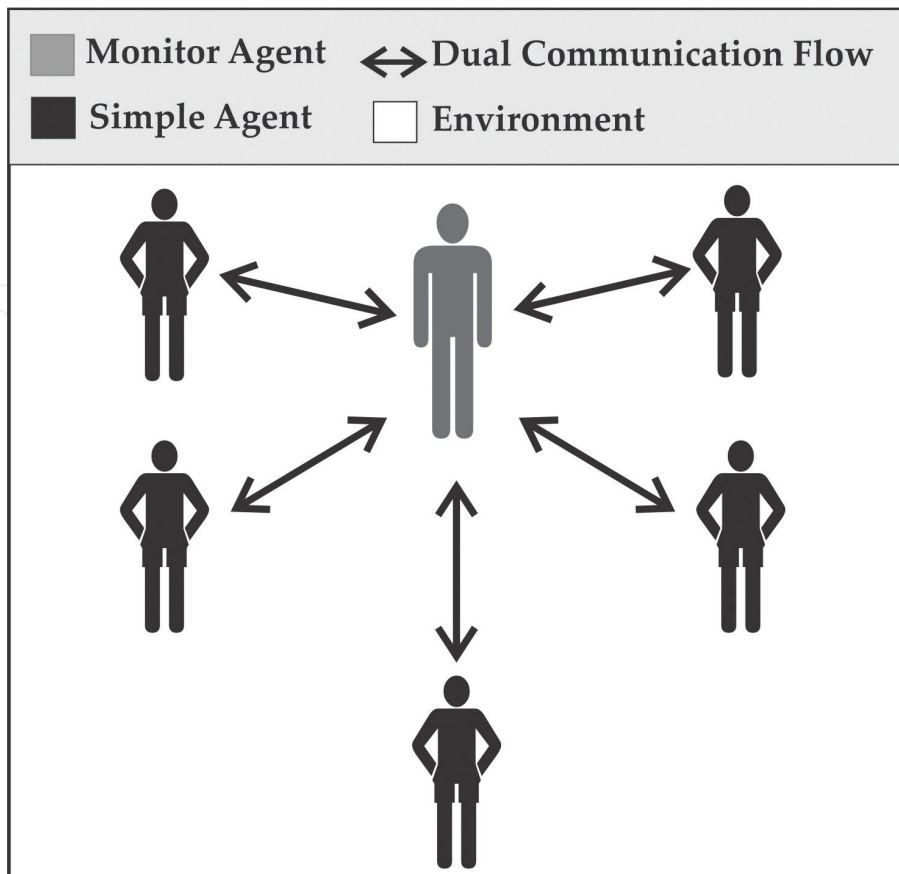 Monitor Agent
Dual Communication Flow
Simple Agent
Environment